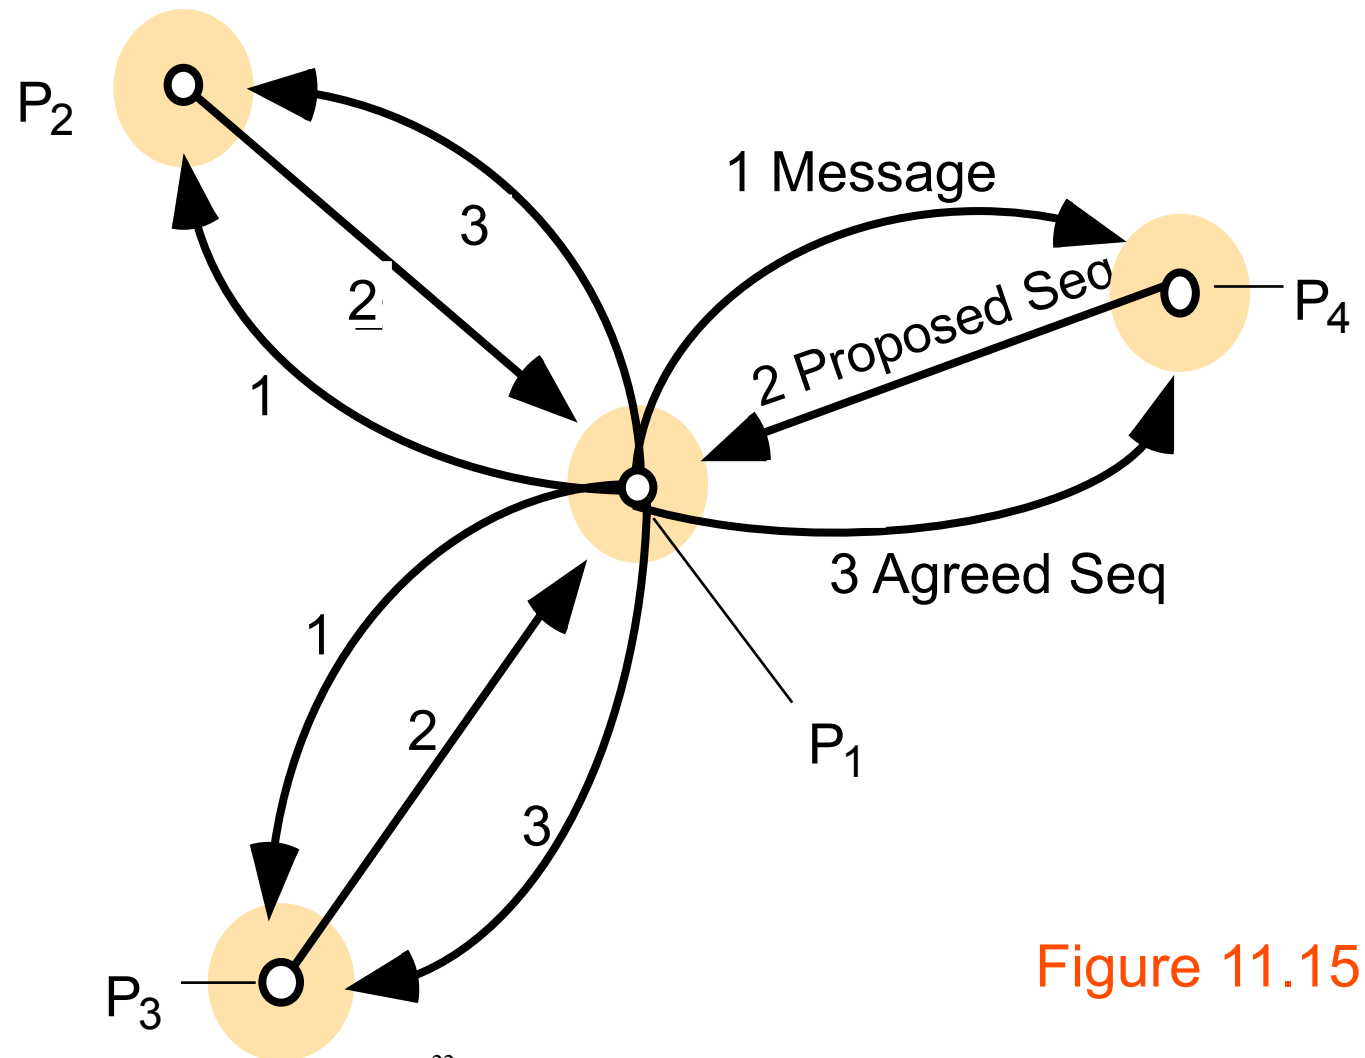 P2
3
1 Message
2 Proposed Seq
P4
2
1
3 Agreed Seq
1
2
P1
3
Figure 11.15
P3